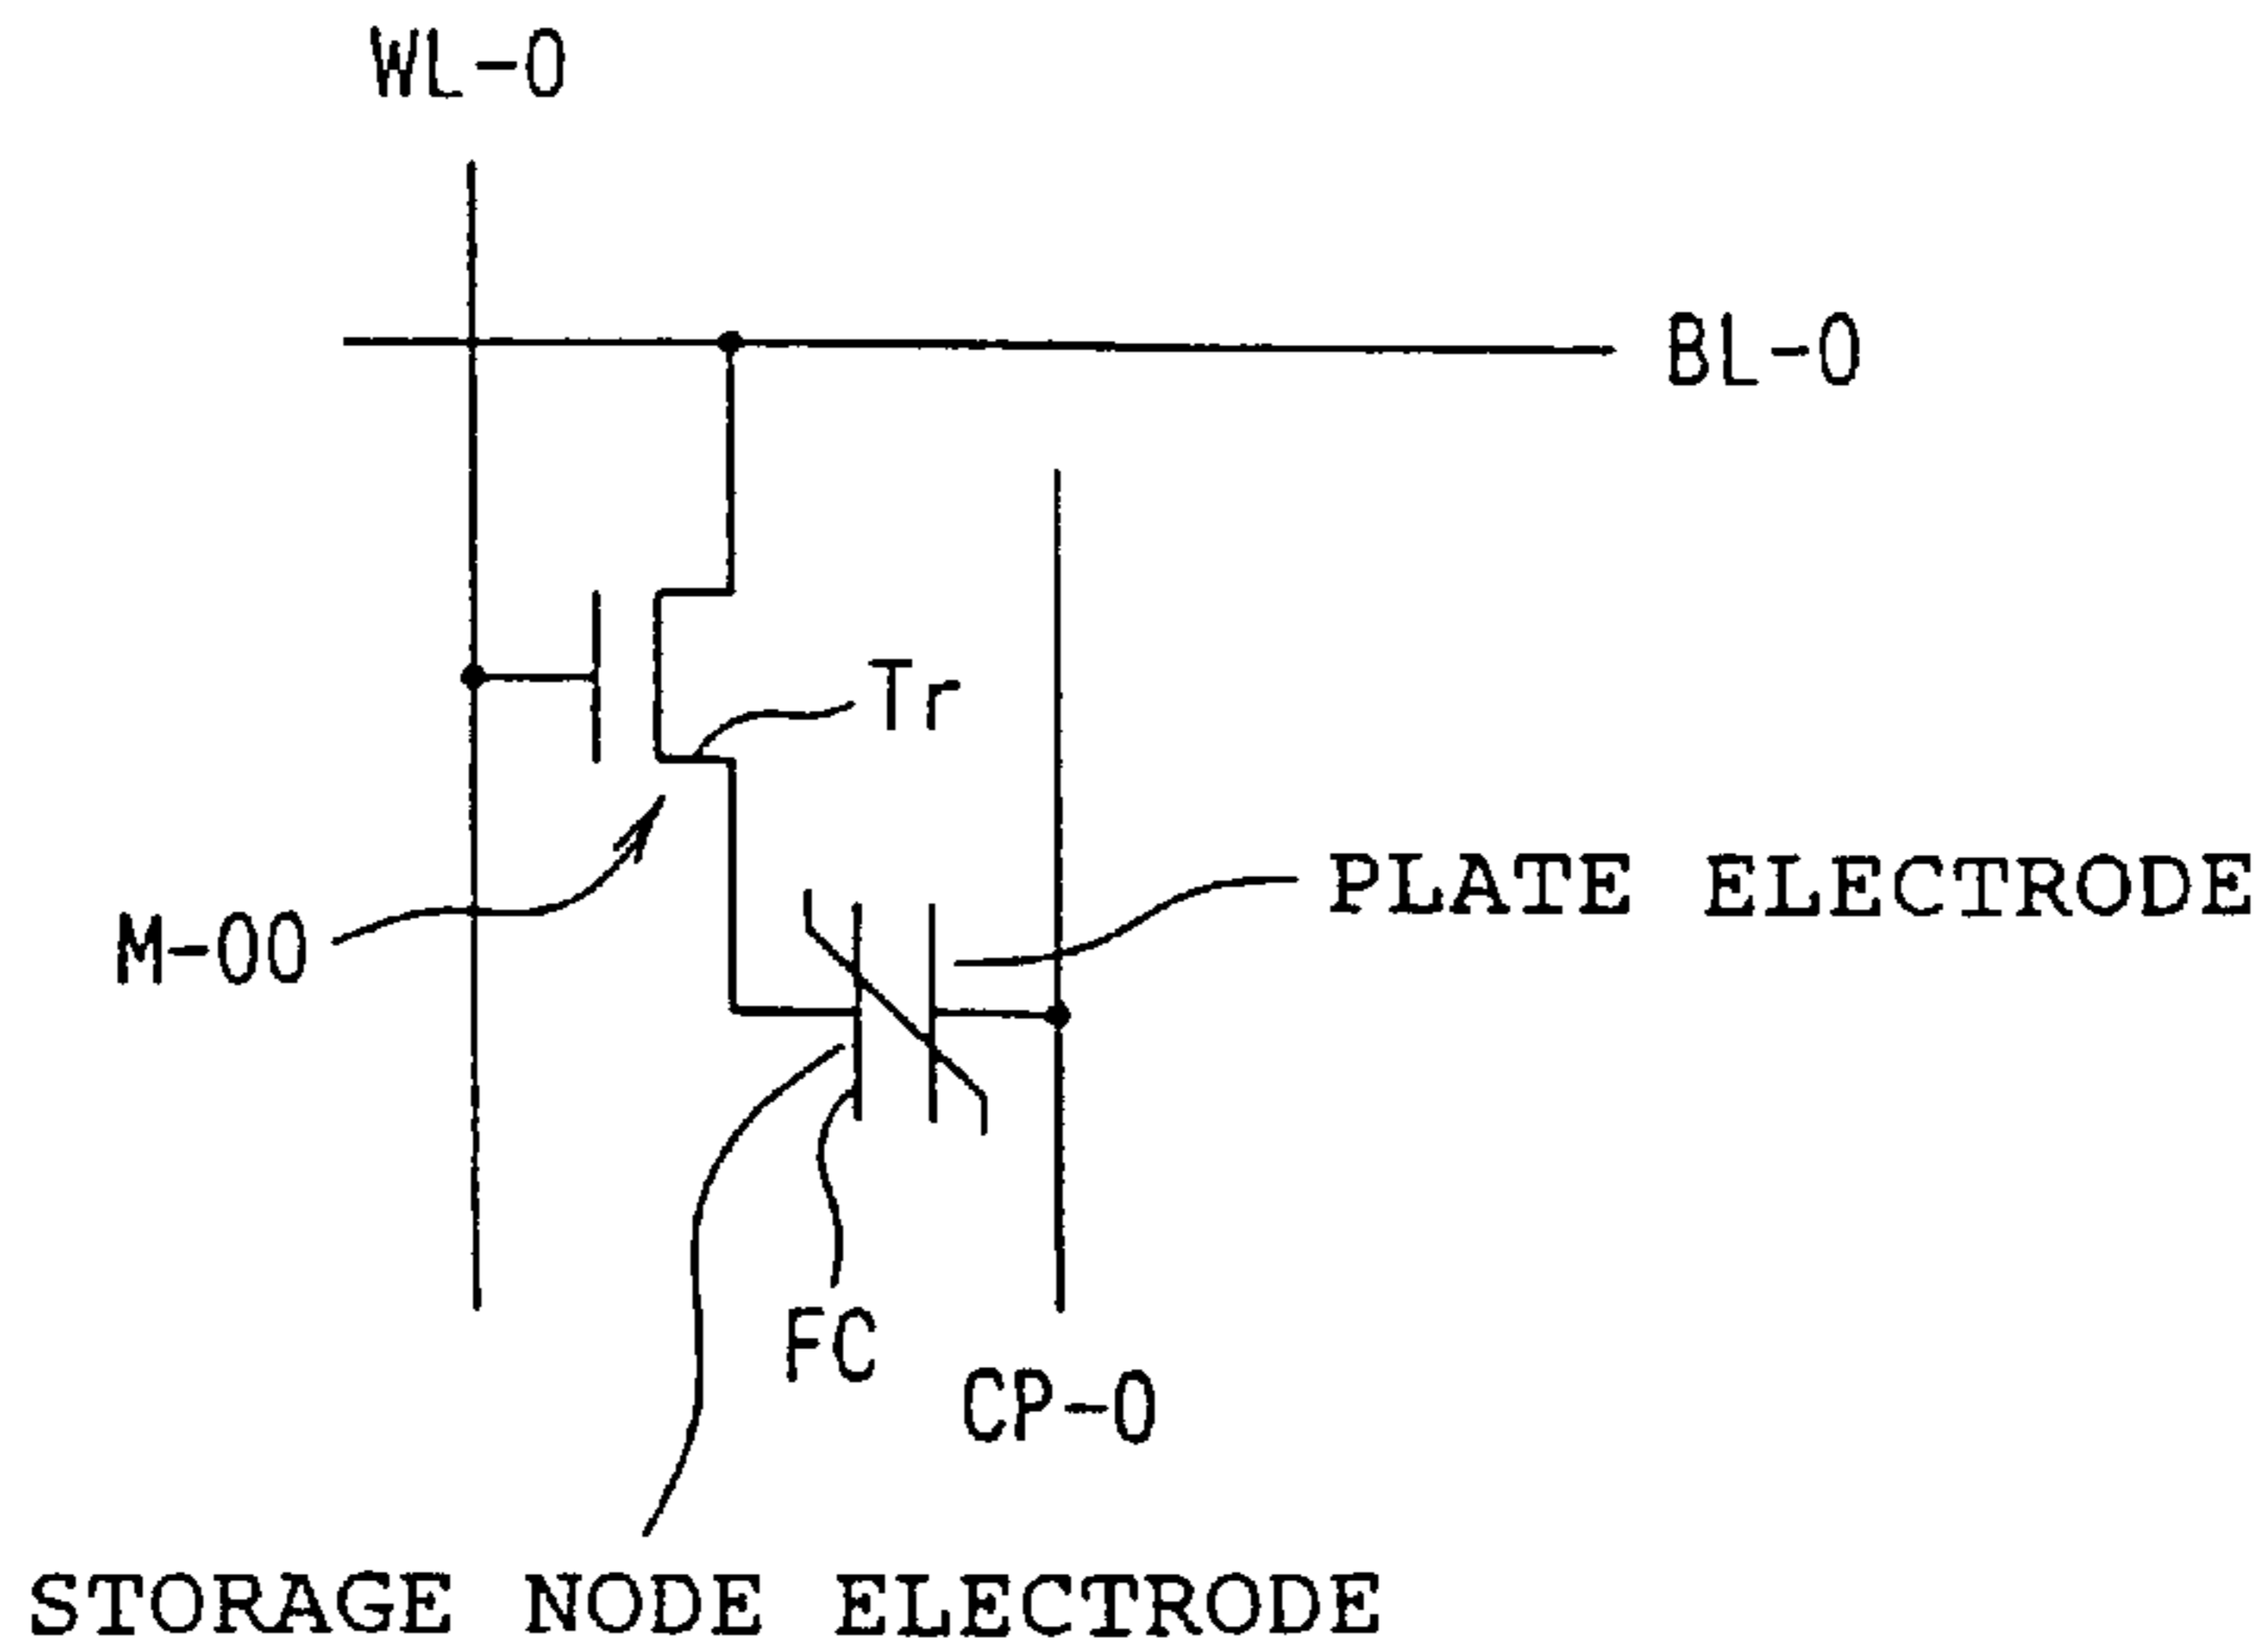 WL-0
BL-0
Tr
PLATE ELECTRODE
M-00
FC
CP-0
STORAGE NODE ELECTRODE